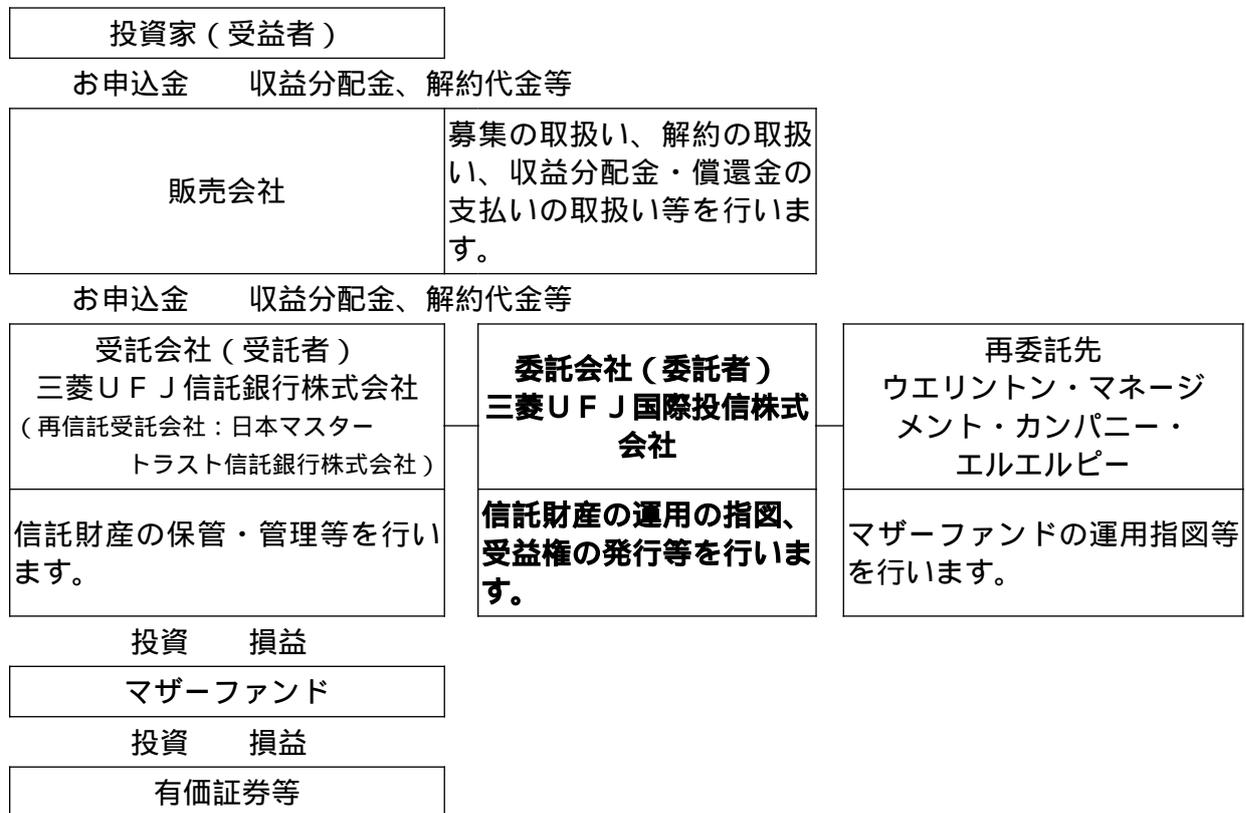 投資家（受益者）
お申込金　　収益分配金、解約代金等
販売会社
募集の取扱い、解約の取扱
い、収益分配金・償還金の
支払いの取扱い等を行いま
す。
お申込金　　収益分配金、解約代金等
受託会社（受託者）
三菱ＵＦＪ信託銀行株式会社
（再信託受託会社：日本マスター
トラスト信託銀行株式会社）
委託会社（委託者）
三菱ＵＦＪ国際投信株式
会社
再委託先
ウエリントン・マネージ
メント・カンパニー・
エルエルピー
信託財産の保管・管理等を行い
ます。
信託財産の運用の指図、
受益権の発行等を行いま
す。
マザーファンドの運用指図等
を行います。
投資　　損益
マザーファンド
投資　　損益
有価証券等